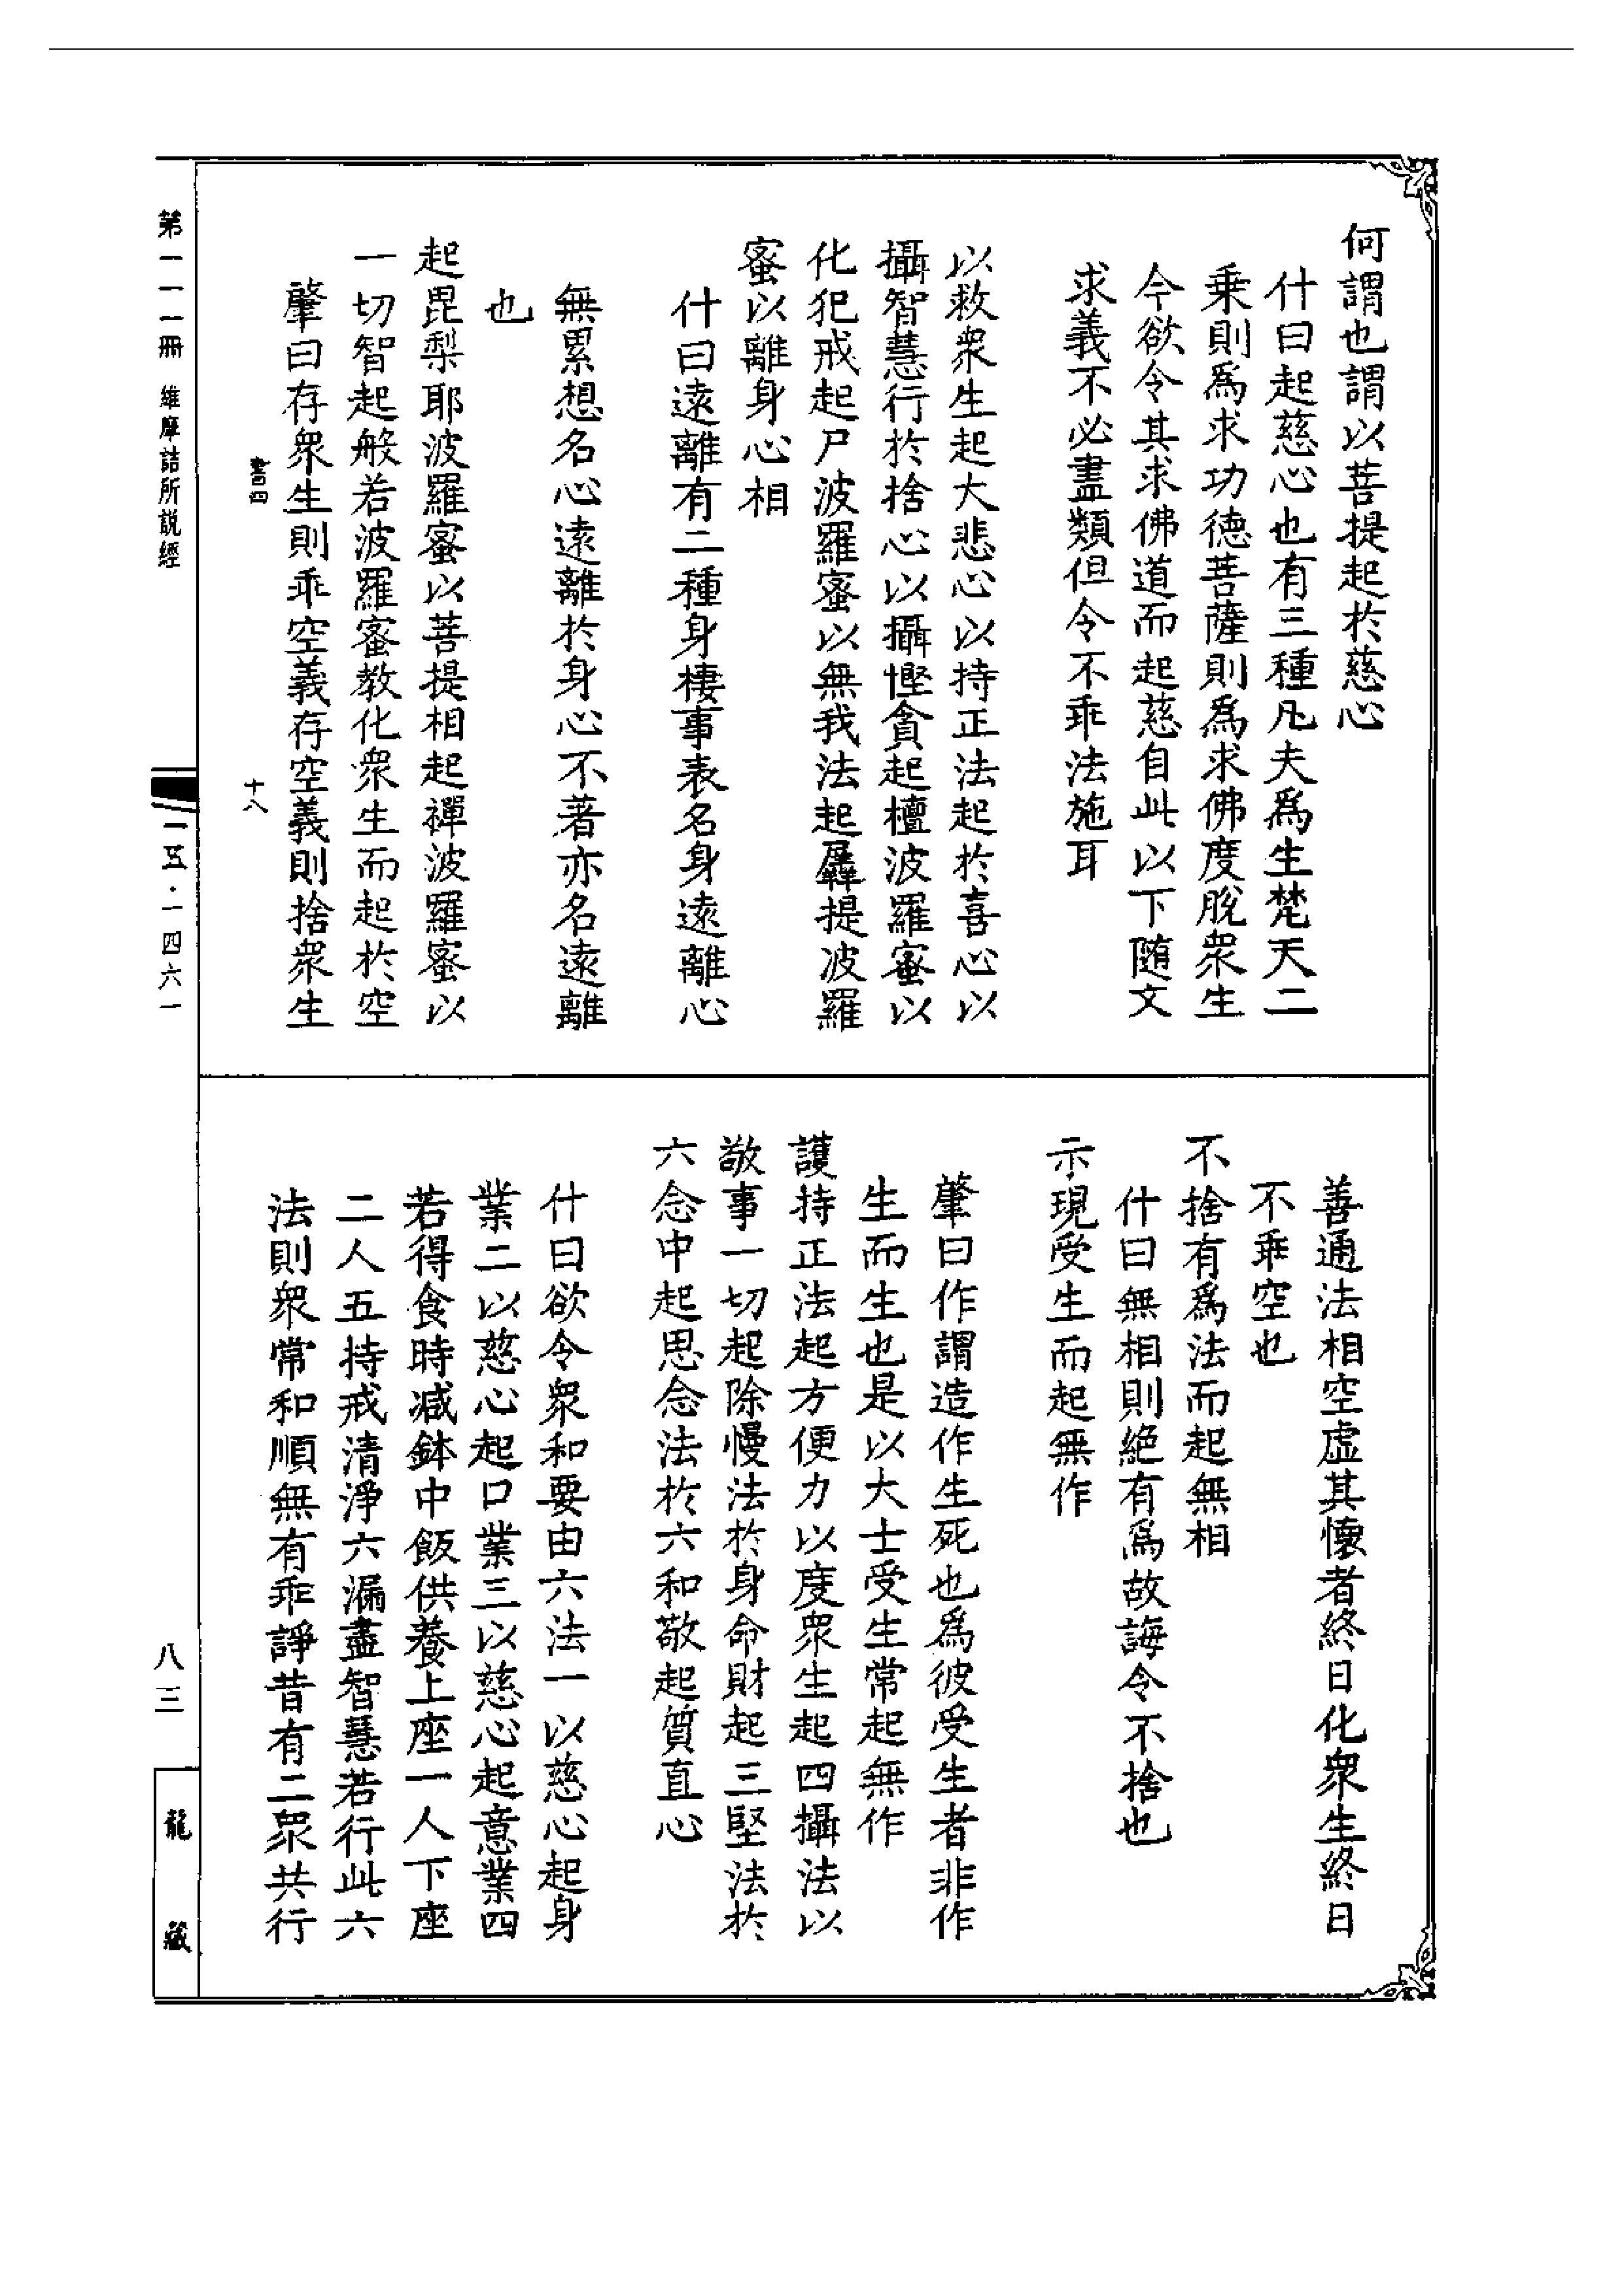 何謂也謂以菩提起於慈心
什曰起慈心也有三種凡夫為生梵天二
乗則為求功德菩薩則為求佛度脫衆生
今欲令其求佛道而起慈自此以下随文
求義不必盡類但令不乖法施耳
以救衆生起大悲心以持正法起於喜心以
攝智慧行於捨心以攝慳貪起檀波羅蜜以
化犯戒起尸波羅蜜以無我法起羼提波羅
蜜以離身心相
什曰遠離有二種身棲事表名身遠離心
無累想名心遠離於身心不著亦名遠離
也
起毘梨耶波羅蜜以菩提相起禪波羅蜜以
一切智起般若波羅蜜教化衆生而起於空
肇曰存衆生則乖空義存空義則捨衆生
書四
十八
善通法相空虛其懷者終日化衆生終日
不乖空也
不捨有為法而起無相
什曰無相則絕有為故誨令不捨也
示現受生而起無作
肇曰作謂造作生死也為彼受生者非作
生而生也是以大士受生常起無作
護持正法起方便力以度衆生起四攝法以
敬事一切起除慢法於身命財起三堅法於
六念中起思念法於六和敬起質直心
什曰欲令衆和要由六法一以慈心起身
業二以慈心起口業三以慈心起意業四
若得食時減鉢中飯供養上座一人下座
二人五持戒清淨六漏盡智慧若行此六
法則衆常和順無有乖諍昔有二衆共行
第一一一冊 維摩詰所説經
一五·一四六一
八三
龍藏